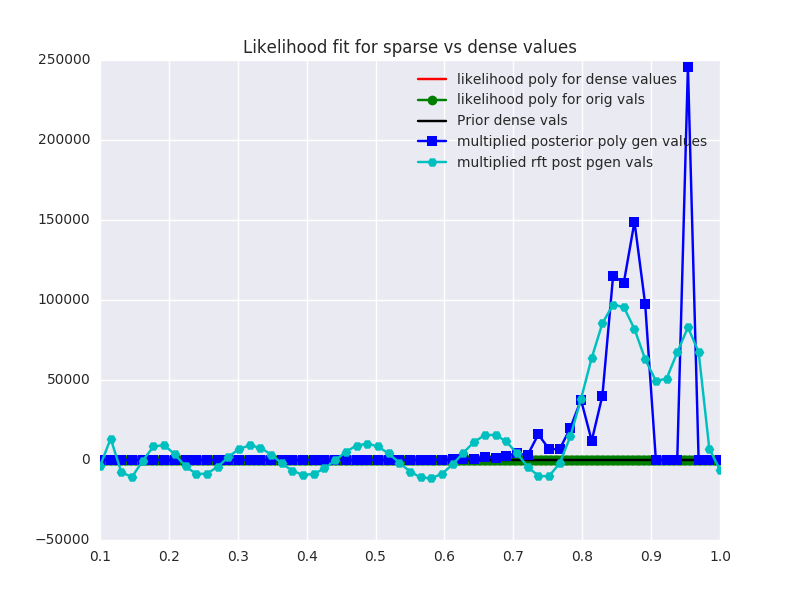 Likelihood fit for sparse vs dense values
250000
200000
150000
100000
50000
0
−50000
likelihood poly for dense values
likelihood poly for orig vals
Prior dense vals
multiplied posterior poly gen values
multiplied rft post pgen vals
0.1 0.2 0.3 0.4 0.5 0.6 0.7 0.8 0.9 1.0